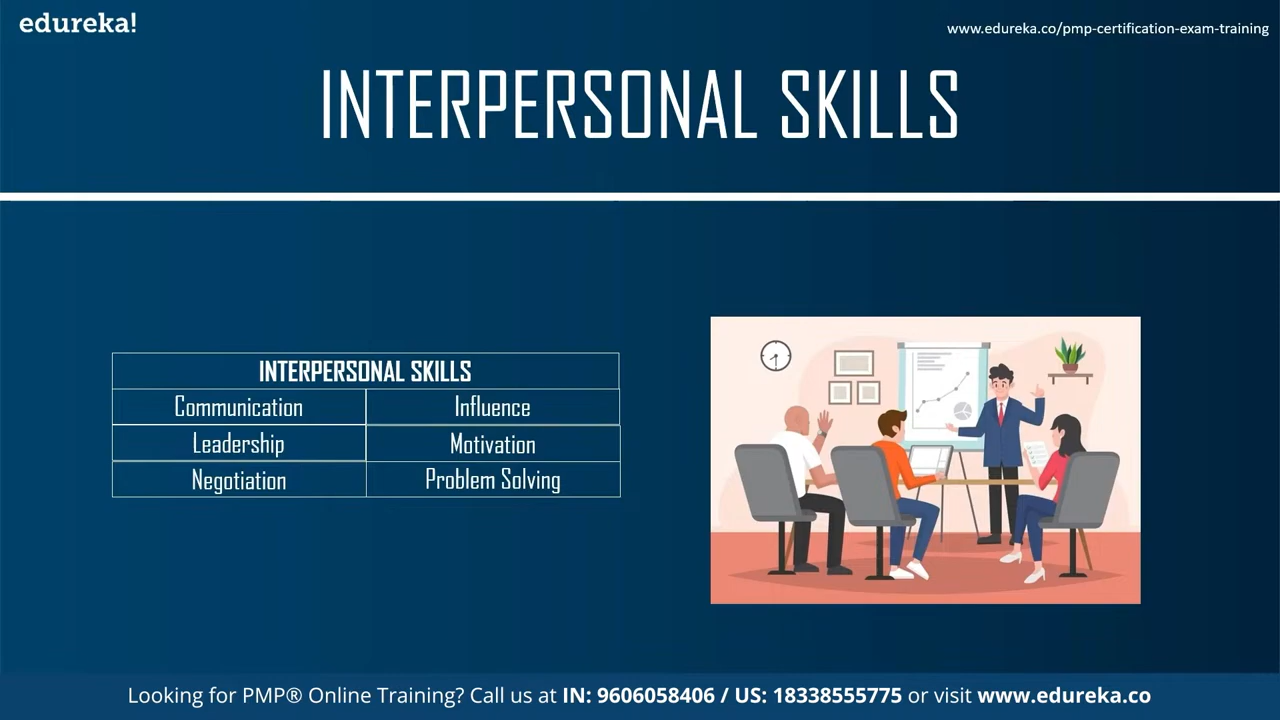 edureka!
www.edureka.co/pmp-certification-exam-training
INTERPERSONAL SKILLS
INTERPERSONAL SKILLS
Communication Influence
Leadership Motivation
Negotiation Problem Solving
Looking for PMP® Online Training? Call us at IN: 9606058406 / US: 18338555775 or visit www.edureka.co